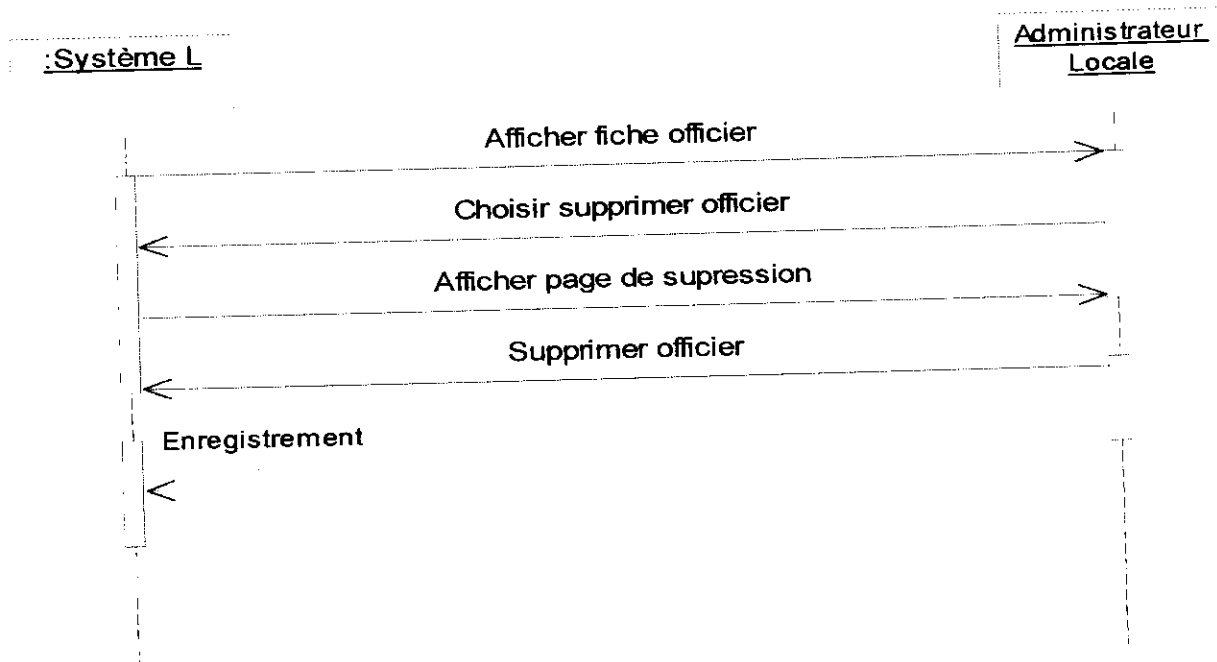 :Système L
Administrateur
Locale
Afficher fiche officier
Choisir supprimer officier
Afficher page de supression
Supprimer officier
Enregistrement